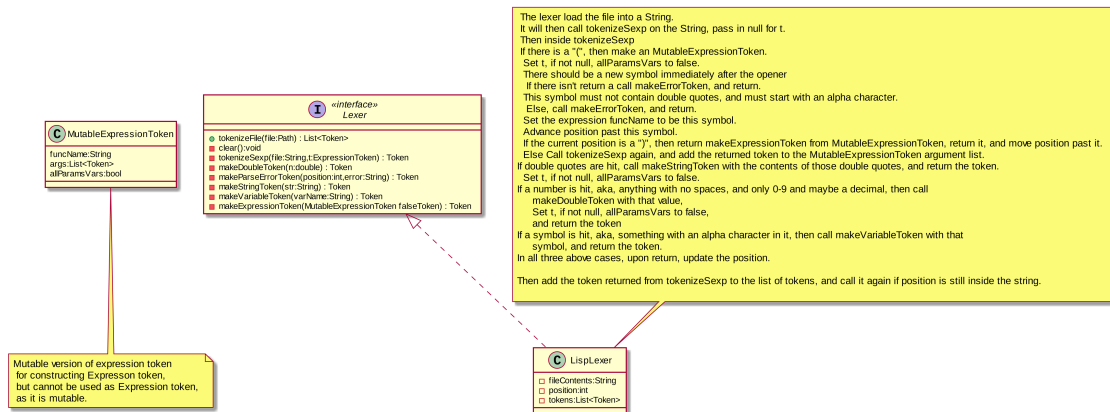 The lexer load the file into a String.
It will then call tokenizeSexp on the String, pass in null for t.
Then inside tokenizeSexp
If there is a "(", then make an MutableExpressionToken.
Set t, if not null, allParamsVars to false.
There should be a new symbol immediately after the opener
If there isn't return a call makeErrorToken, and return.
This symbol must not contain double quotes, and must start with an alpha character.
Else, call makeErrorToken, and return.
Set the expression funcName to be this symbol.
Advance position past this symbol.
If the current position is a ")", then return makeExpressionToken from MutableExpressionToken, return it, and move position past it.
Else Call tokenizeSexp again, and add the returned token to the MutableExpressionToken argument list.
If double quotes are hit, call makeStringToken with the contents of those double quotes, and return the token.
Set t, if not null, allParamsVars to false.
If a number is hit, aka, anything with no spaces, and only 0-9 and maybe a decimal, then call
makeDoubleToken with that value,
Set t, if not null, allParamsVars to false,
and return the token
If a symbol is hit, aka, something with an alpha character in it, then call makeVariableToken with that
symbol, and return the token.
In all three above cases, upon return, update the position.
Then add the token returned from tokenizeSexp to the list of tokens, and call it again if position is still inside the string.
I
«interface»
Lexer
tokenizeFile(file:Path) : List<Token>
clear():void
tokenizeSexp(file:String,t:ExpressionToken) : Token
makeDoubleToken(n:double) : Token
makeParseErrorToken(position:int,error:String) : Token
makeStringToken(str:String) : Token
makeVariableToken(varName:String) : Token
makeExpressionToken(MutableExpressionToken falseToken) : Token
C MutableExpressionToken
funcName:String
args:List<Token>
allParamsVars:bool
Mutable version of expression token
for constructing Expresson token,
but cannot be used as Expression token,
as it is mutable.
C LispLexer
fileContents:String
position:int
tokens:List<Token>